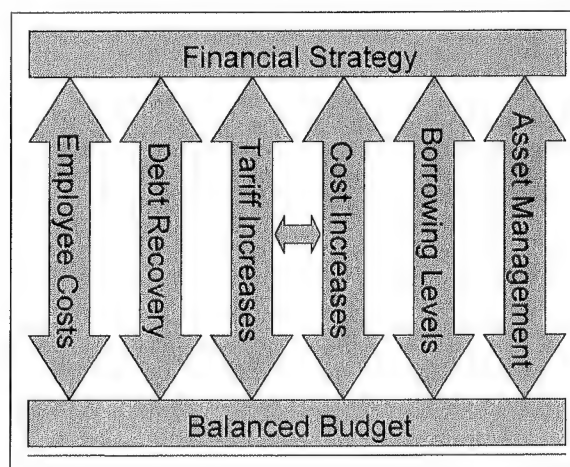 Financial Strategy
Employee Costs
Debt Recovery
Tariff Increases
Cost Increases
Borrowing Levels
Asset Management
Balanced Budget